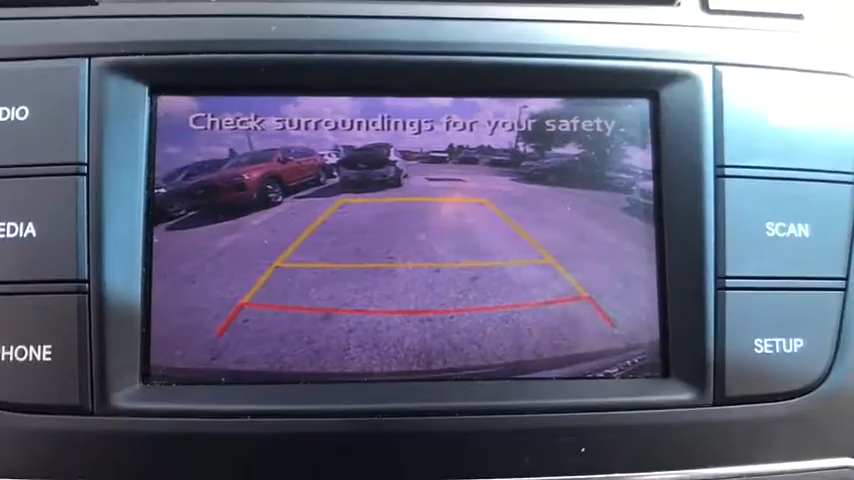 Check surroundings for your safety.
DIO
EDIA
HONE
SCAN
SETUP